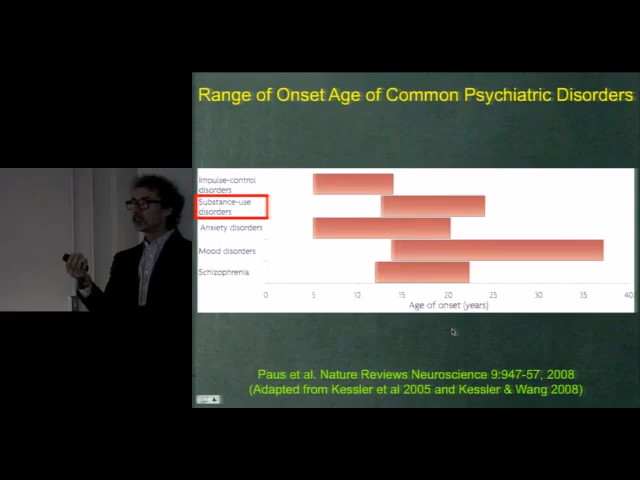 Range of Onset Age of Common Psychiatric Disorders
Impulse-control
disorders
Substance-use
disorders
Anxiety disorders
Mood disorders
Schizophrenia
0 5 10 15 20 25 30 35 40
Age of onset (years)
Paus et al. Nature Reviews Neuroscience 9:947-57, 2008
(Adapted from Kessler et al 2005 and Kessler & Wang 2008)